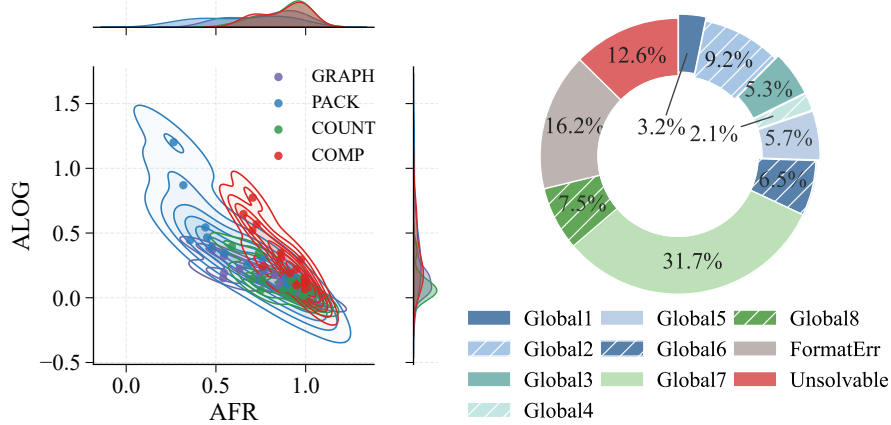 GRAPH
PACK
COUNT
COMP
1.5
1.0
0.5
0.0
−0.5
ALOG
0.0 0.5 1.0
AFR
3.2%
9.2%
5.3%
2.1%
5.7%
6.5%
31.7%
7.5%
16.2%
12.6%
Global1 Global5 Global8
Global2 Global6 FormatErr
Global3 Global7 Unsolvable
Global4